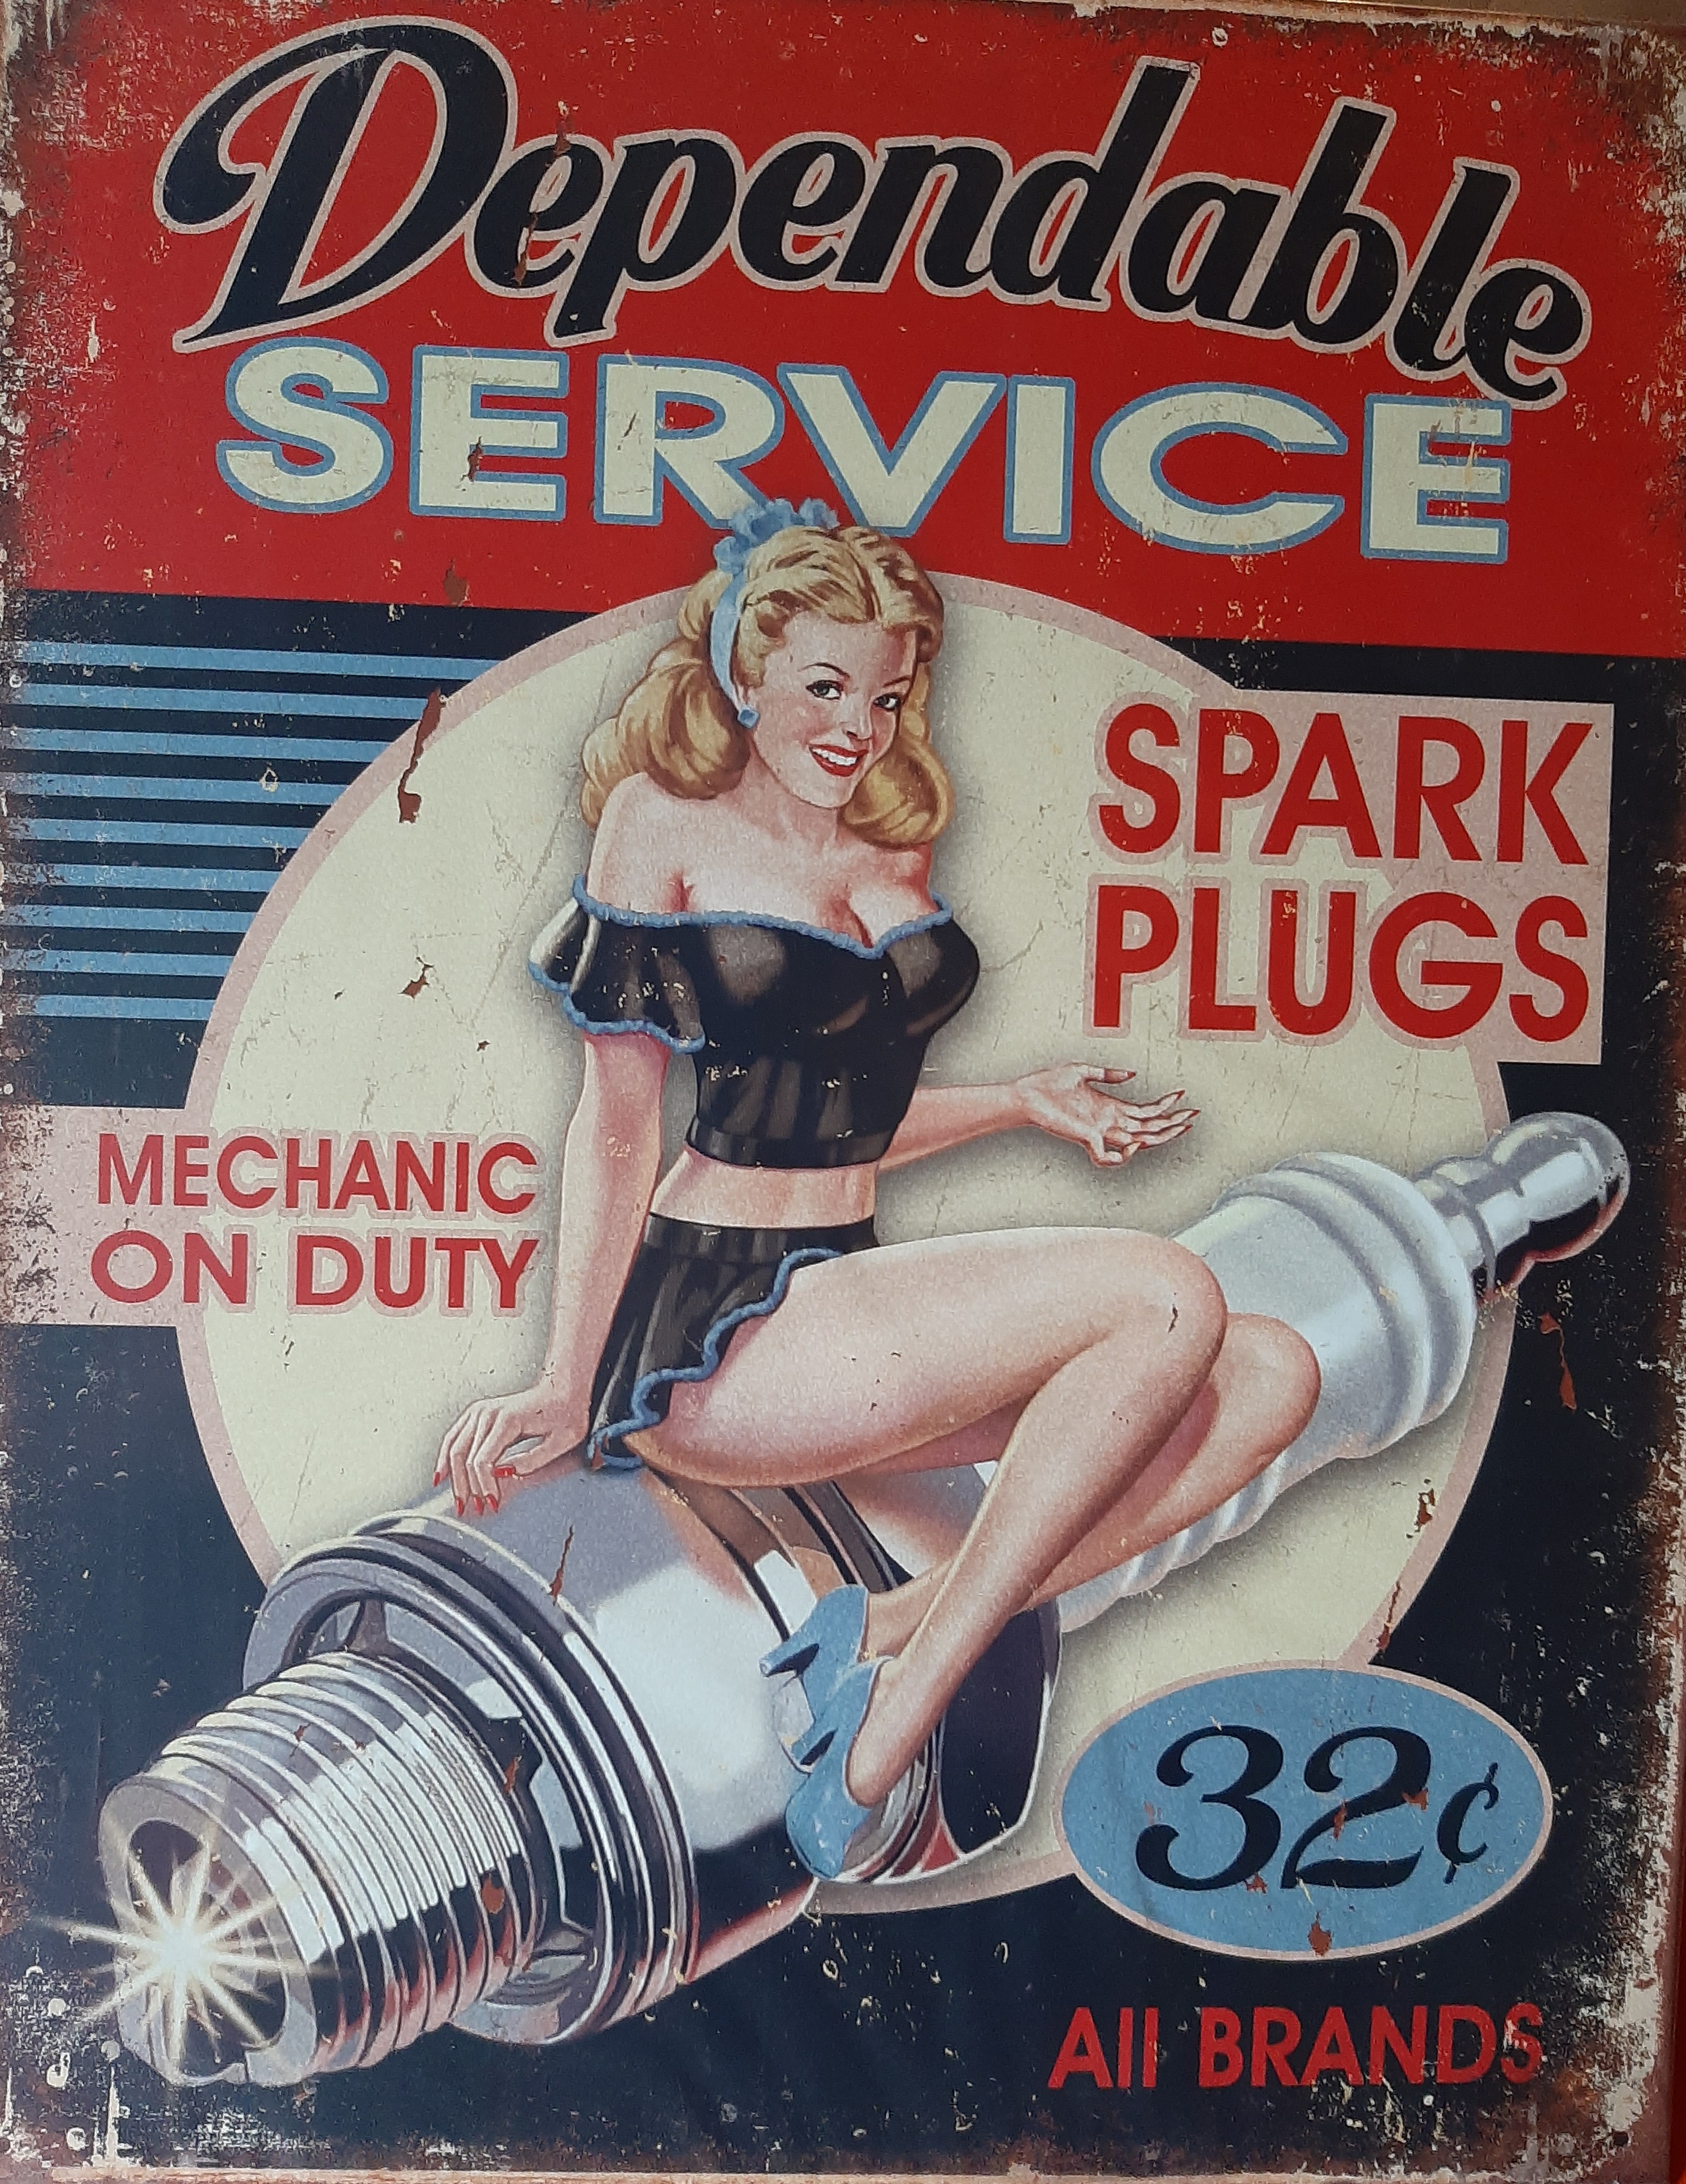 Dependable
SERVICE
SPARK
PLUGS
MECHANIC
ON DUTY
32¢
All BRANDS